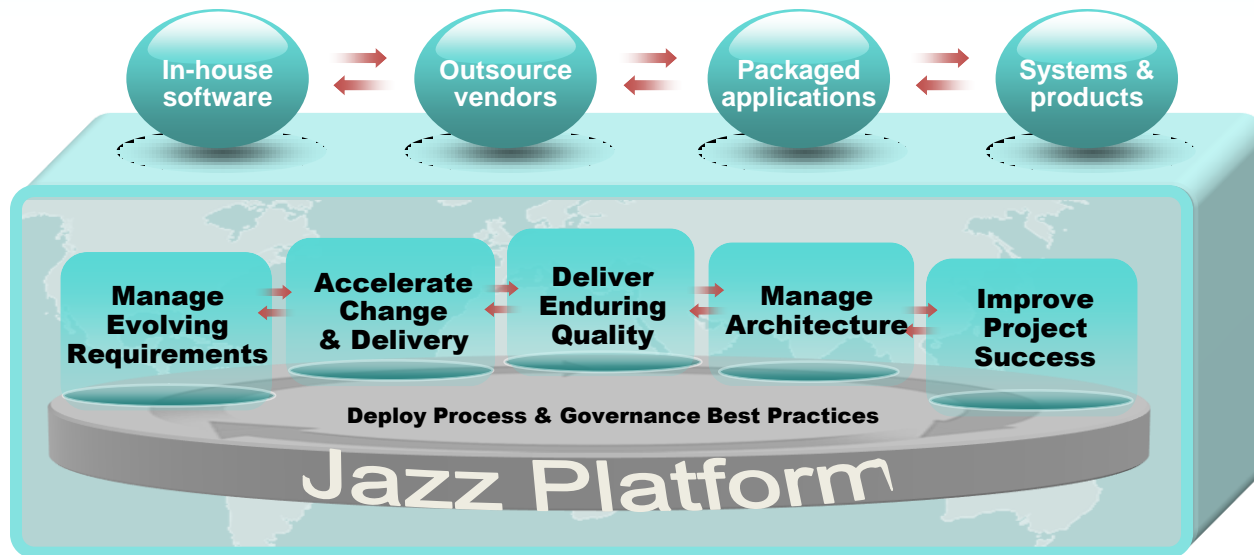 In-house
software
Outsource
vendors
Packaged
applications
Systems &
products
Manage
Evolving
Requirements
Accelerate
Change
& Delivery
Deliver
Enduring
Quality
Manage
Architecture
Improve
Project
Success
Deploy Process & Governance Best Practices
Jazz Platform